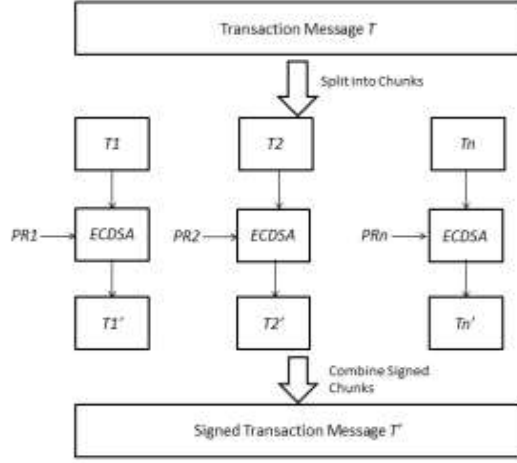 Transaction Message T
Split into Chunks
T1 T2 Tn
PR1 ECDSA PR2 ECDSA PRn ECDSA
T1' T2' Tn'
Combine Signed
Chunks
Signed Transaction Message T'